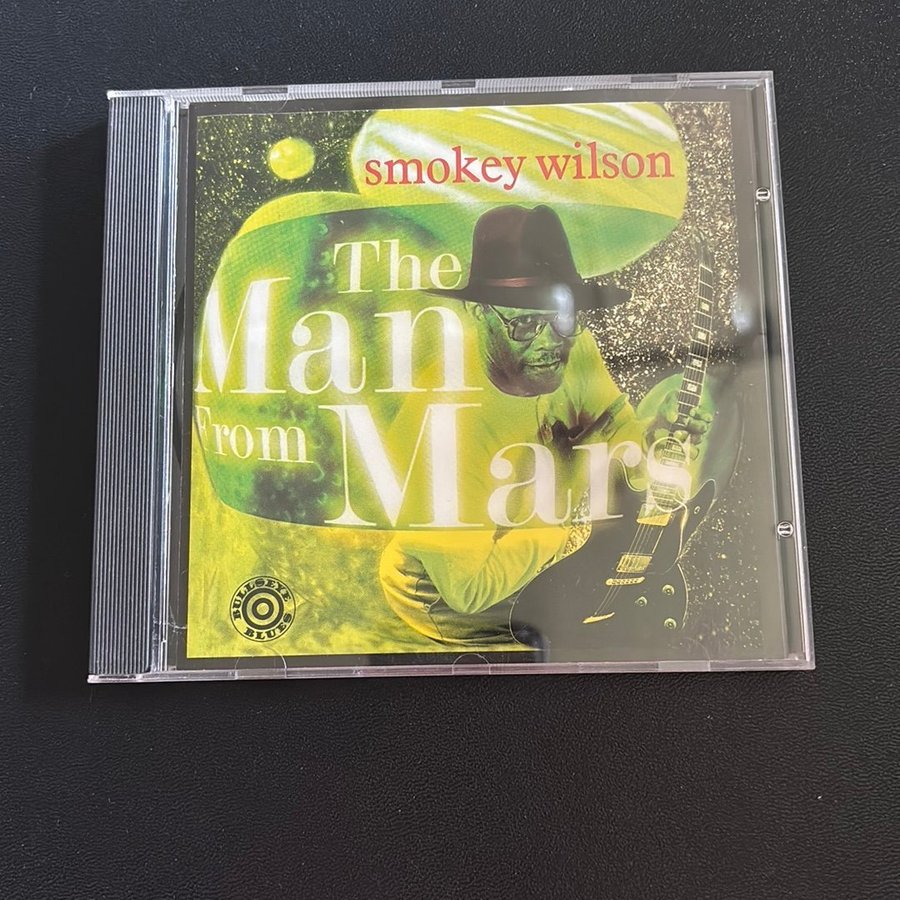 smokey wilson
The
Man
From Mars
BULLSEYE
BLUES